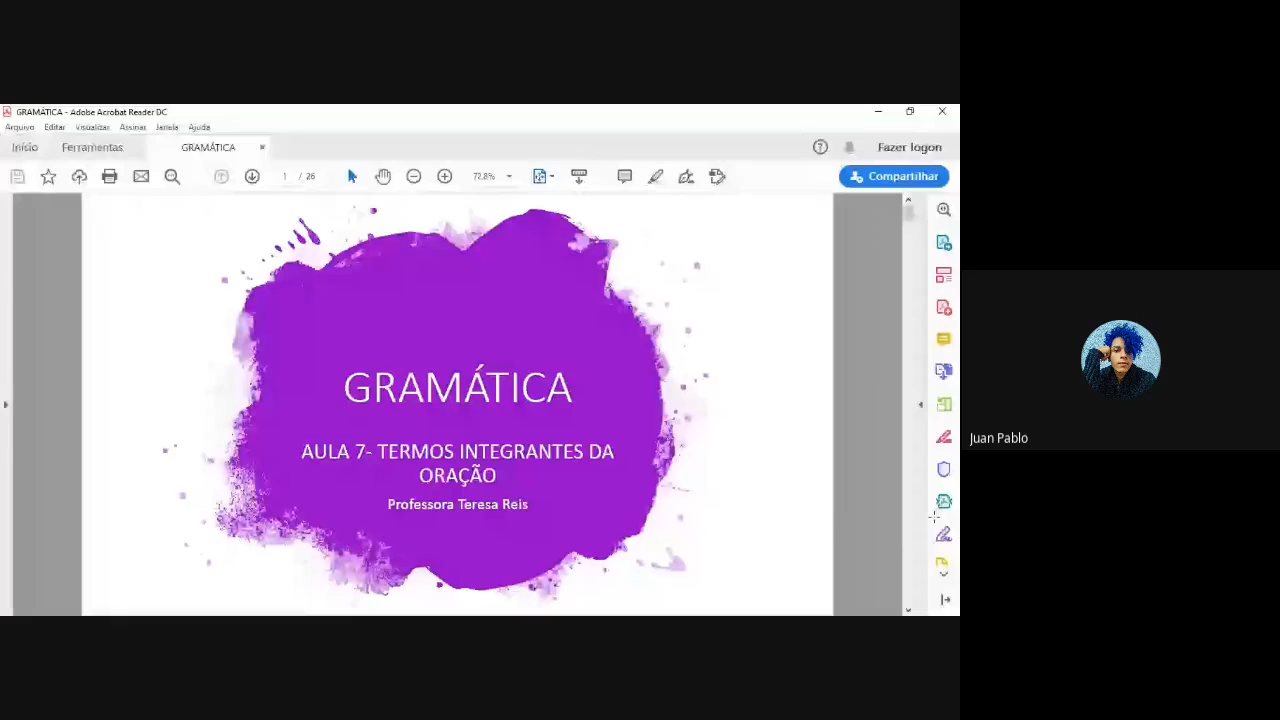 GRAMÁTICA - Adobe Acrobat Reader DC
Arquivo Editar Visualizar Assinar Janela Ajuda
Início Ferramentas GRAMÁTICA
Fazer logon
1 / 26
72,8%
Compartilhar
GRAMÁTICA
AULA 7- TERMOS INTEGRANTES DA
ORAÇÃO
Professora Teresa Reis
Juan Pablo